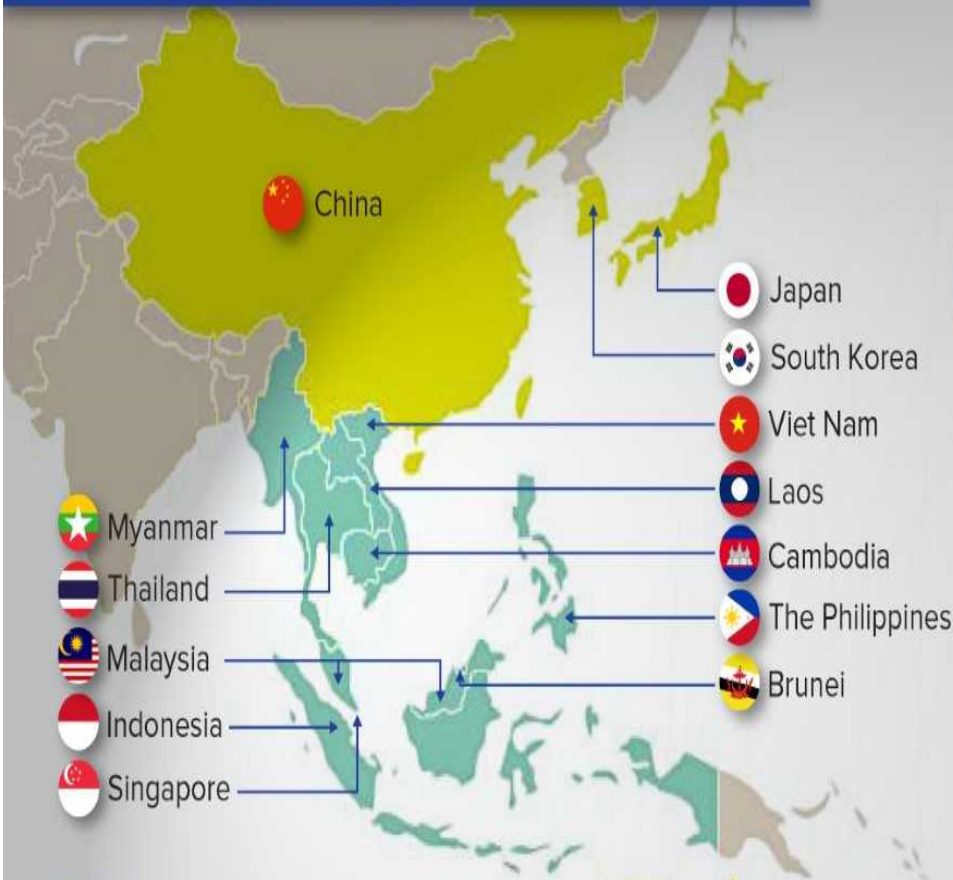 China
Japan
South Korea
Viet Nam
Laos
Cambodia
The Philippines
Brunei
Myanmar
Thailand
Malaysia
Indonesia
Singapore